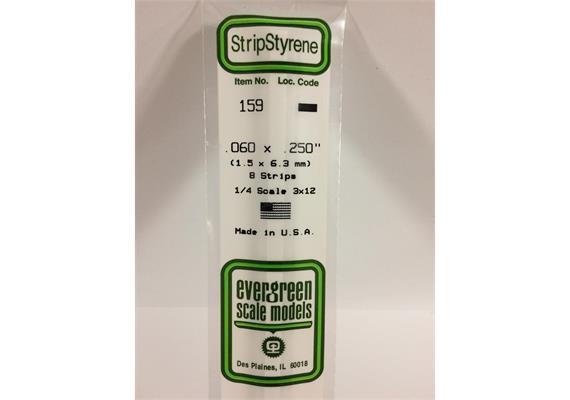 StripStyrene
Item No. Loc. Code
159
.060 x .250"
(1.5 x 6.3 mm)
8 Strips
1/4 Scale 3x12
Made in U.S.A.
evergreen
scale models
Des Plaines, IL 60018